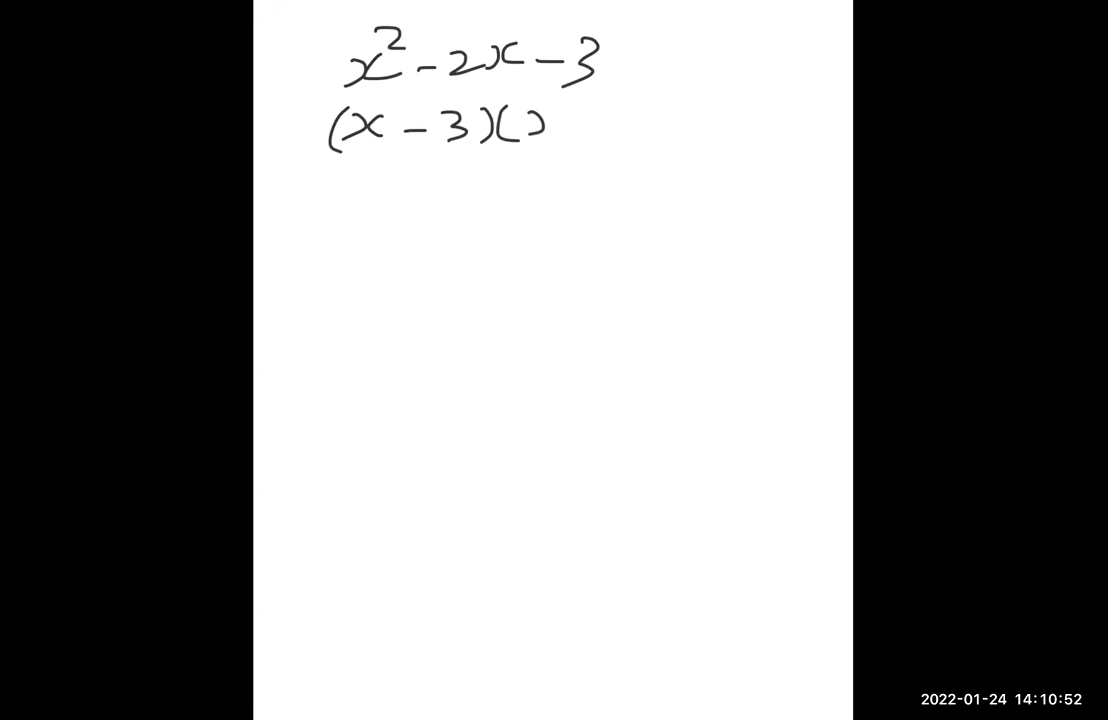 x² - 2x - 3
(x - 3)(
2022-01-24 14:10:52